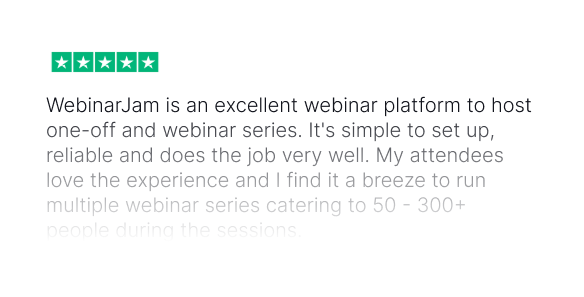 WebinarJam is an excellent webinar platform to host
one-off and webinar series. It's simple to set up,
reliable and does the job very well. My attendees
love the experience and I find it a breeze to run
multiple webinar series catering to 50 - 300+
people during the sessions.